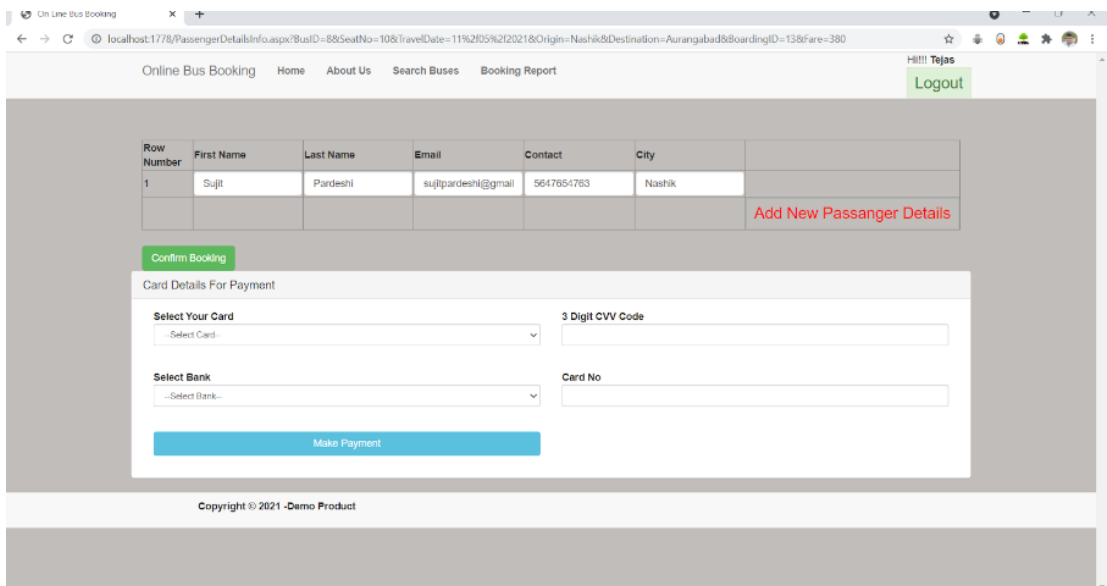 On Line Bus Booking
localhost:1778/PassengerDetailsInfo.aspx?BusID=8&SeatNo=10&TravelDate=11%2f05%2f2021&Origin=Nashik&Destination=Aurangabad&BoardingID=13&Fare=380
Online Bus Booking Home About Us Search Buses Booking Report
Hi!!! Tejas
Logout
Row Number First Name Last Name Email Contact City
1 Sujit Pardeshi sujitpardeshi@gmail 5647654763 Nashik
Add New Passanger Details
Confirm Booking
Card Details For Payment
Select Your Card 3 Digit CVV Code
--Select Card--
Select Bank Card No
--Select Bank--
Make Payment
Copyright © 2021 -Demo Product